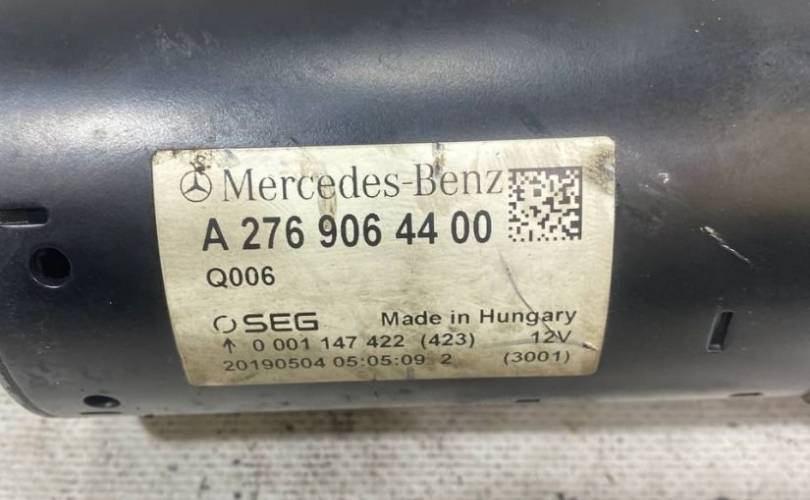 Mercedes-Benz
A 276 906 44 00
Q006
SEG Made in Hungary
↑ 0 001 147 422 (423) 12V
20190504 05:05:09 2 (3001)